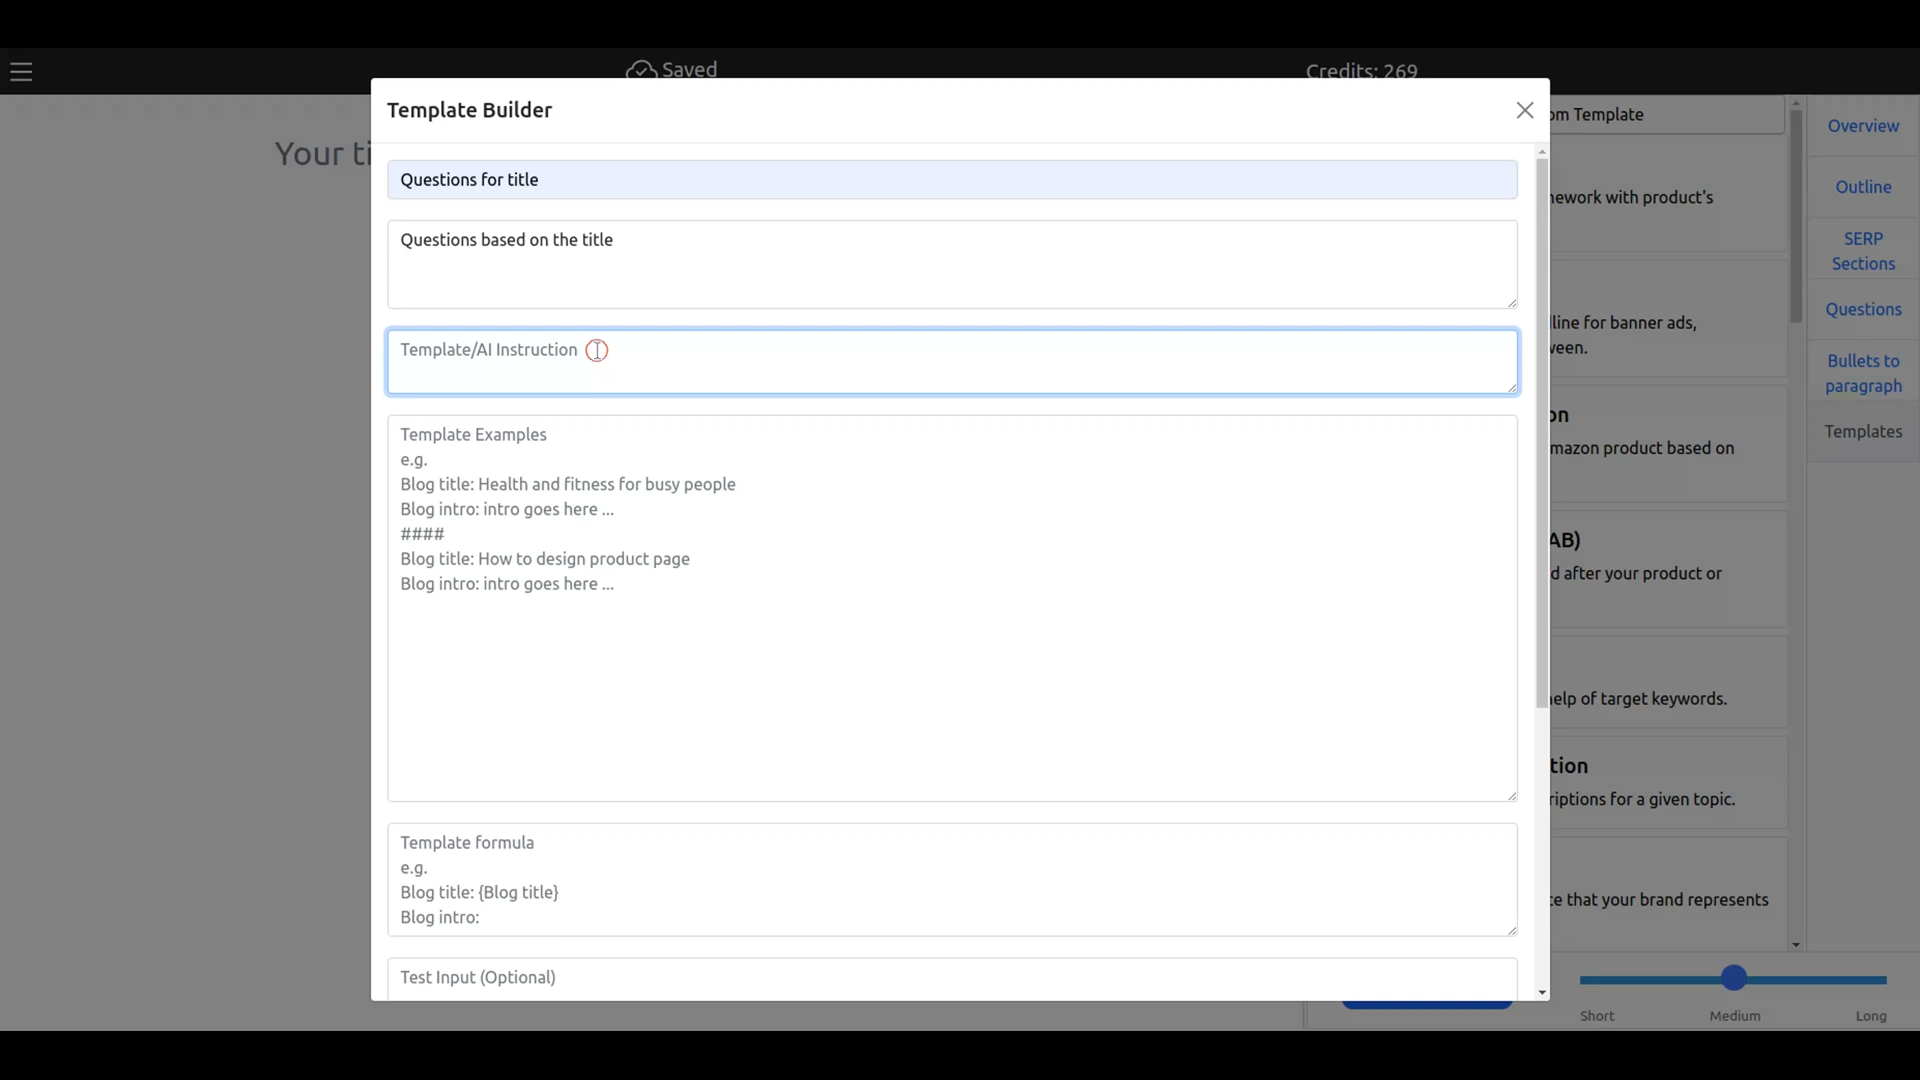 Saved
Credits: 269
Your ti
Template Builder
Questions for title
Questions based on the title
Template/AI Instruction
Template Examples
e.g.
Blog title: Health and fitness for busy people
Blog intro: intro goes here ...
####
Blog title: How to design product page
Blog intro: intro goes here ...
Template formula
e.g.
Blog title: {Blog title}
Blog intro:
Test Input (Optional)
om Template
ework with product's
line for banner ads,
veen.
on
mazon product based on
AB)
d after your product or
elp of target keywords.
tion
riptions for a given topic.
te that your brand represents
Short
Medium
Long
Overview
Outline
SERP
Sections
Questions
Bullets to
paragraph
Templates